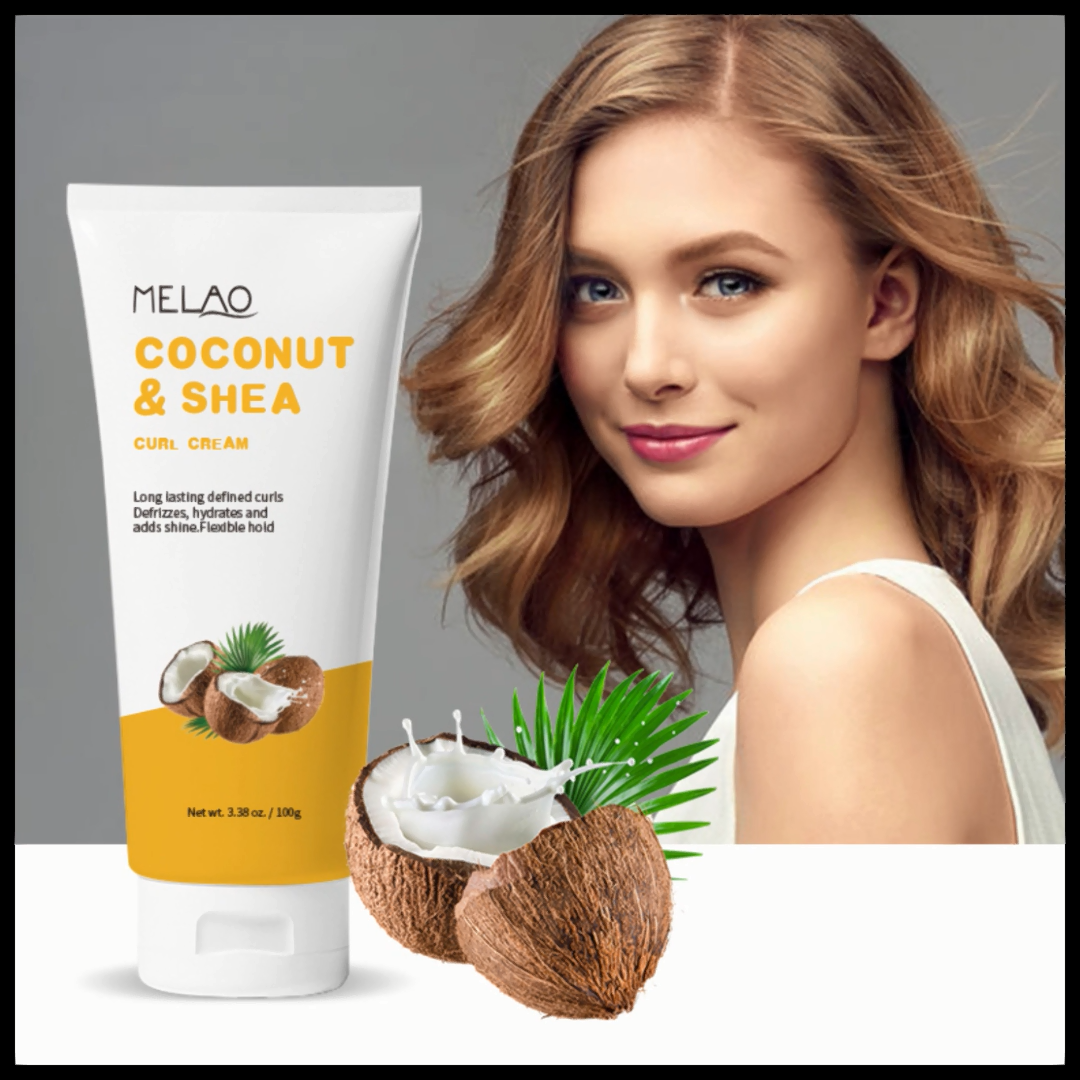 MELAO
COCONUT
& SHEA
CURL CREAM
Long lasting defined curls
Defrizzes, hydrates and
adds shine.Flexible hold
Net wt. 3.38 oz. / 100g